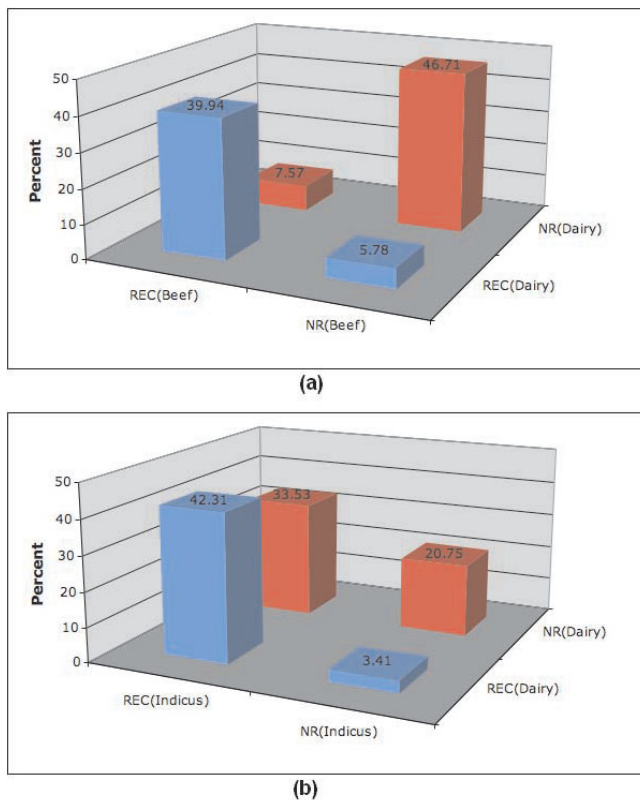 50
40
30
20
10
0
Percent
39.94
7.57
46.71
5.78
REC(Beef)
NR(Beef)
REC(Dairy)
NR(Dairy)
(a)
50
40
30
20
10
0
Percent
42.31
33.53
20.75
3.41
REC(Indicus)
NR(Indicus)
REC(Dairy)
NR(Dairy)
(b)